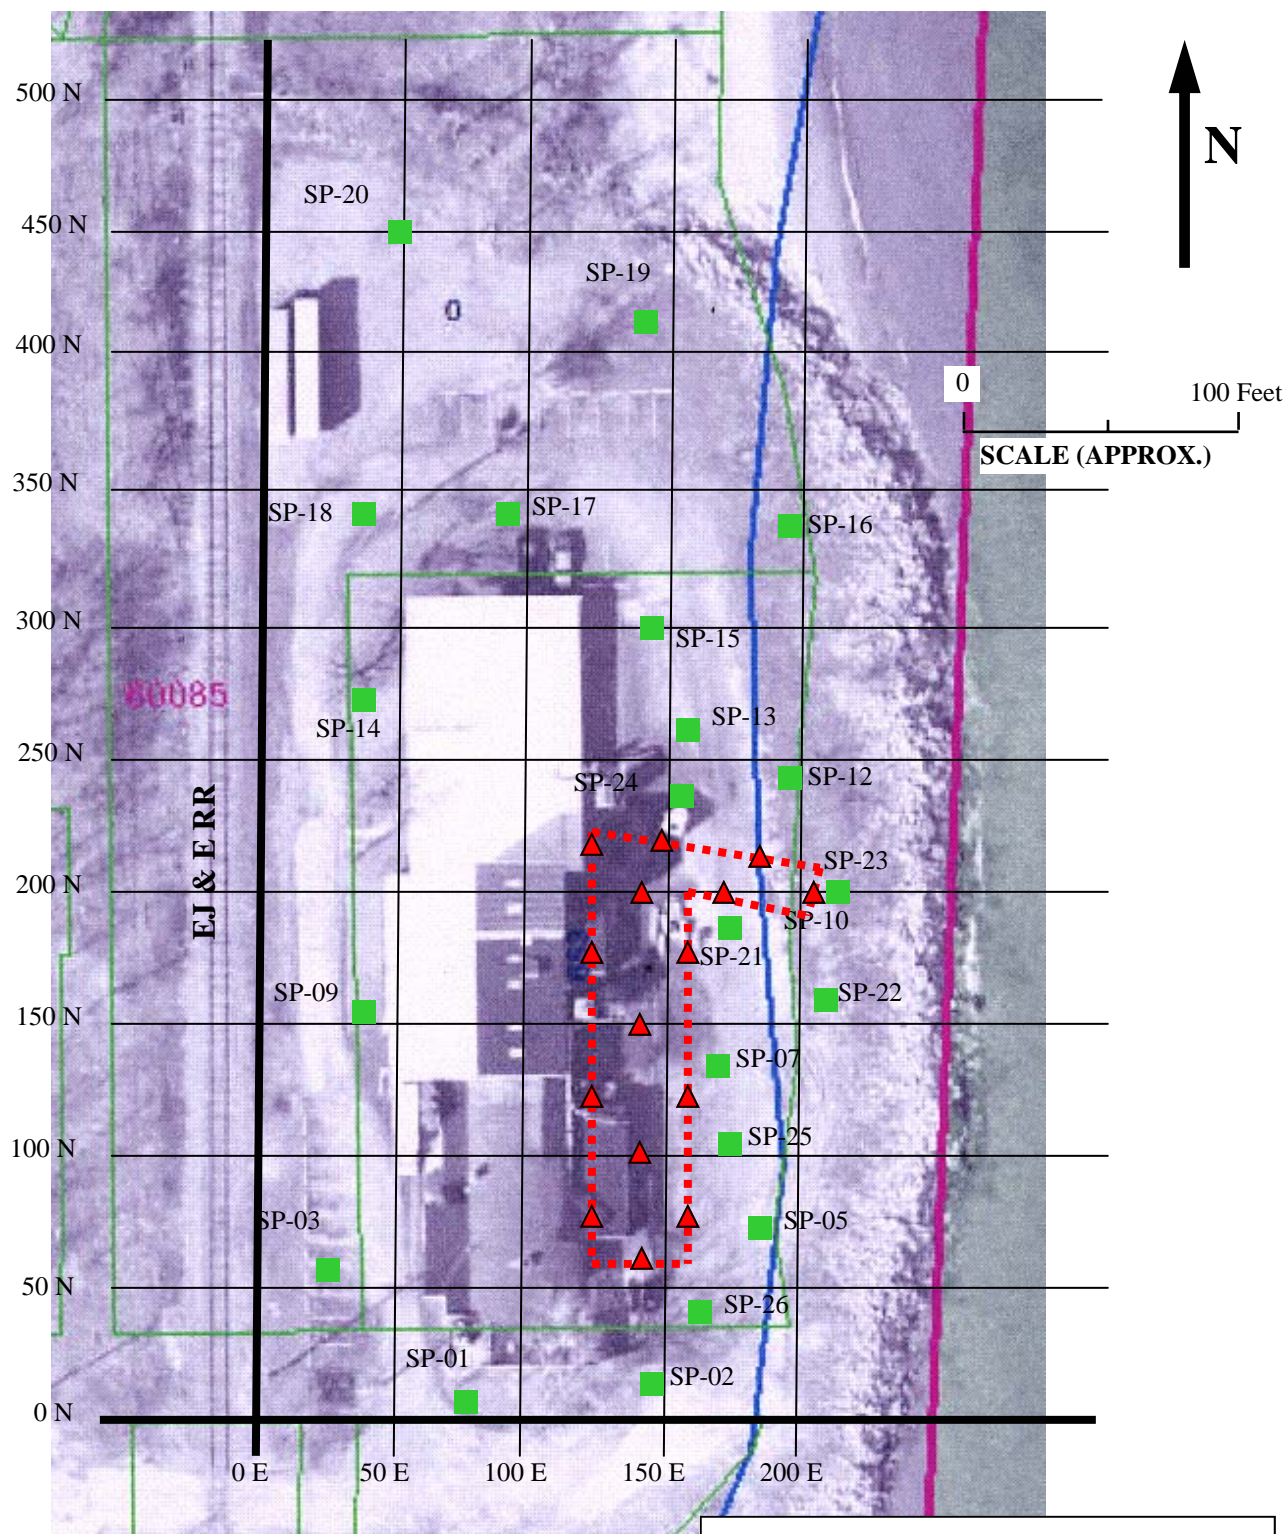 500 N
N
SP-20
450 N
SP-19
400 N
0
100 Feet
SCALE (APPROX.)
350 N
SP-18
SP-17
SP-16
300 N
SP-15
60085
SP-14
SP-13
250 N
SP-24
SP-12
EJ & E RR
SP-23
200 N
SP-10
SP-21
SP-09
SP-22
150 N
SP-07
SP-25
100 N
SP-03
SP-05
50 N
SP-26
SP-01
SP-02
0 N
0 E
50 E
100 E
150 E
200 E